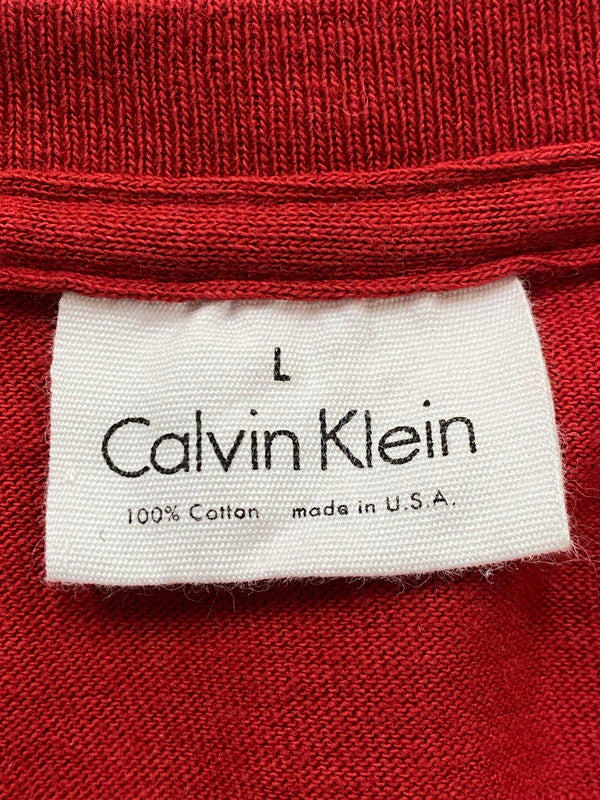 L
Calvin Klein
100% Cotton made in U.S.A.